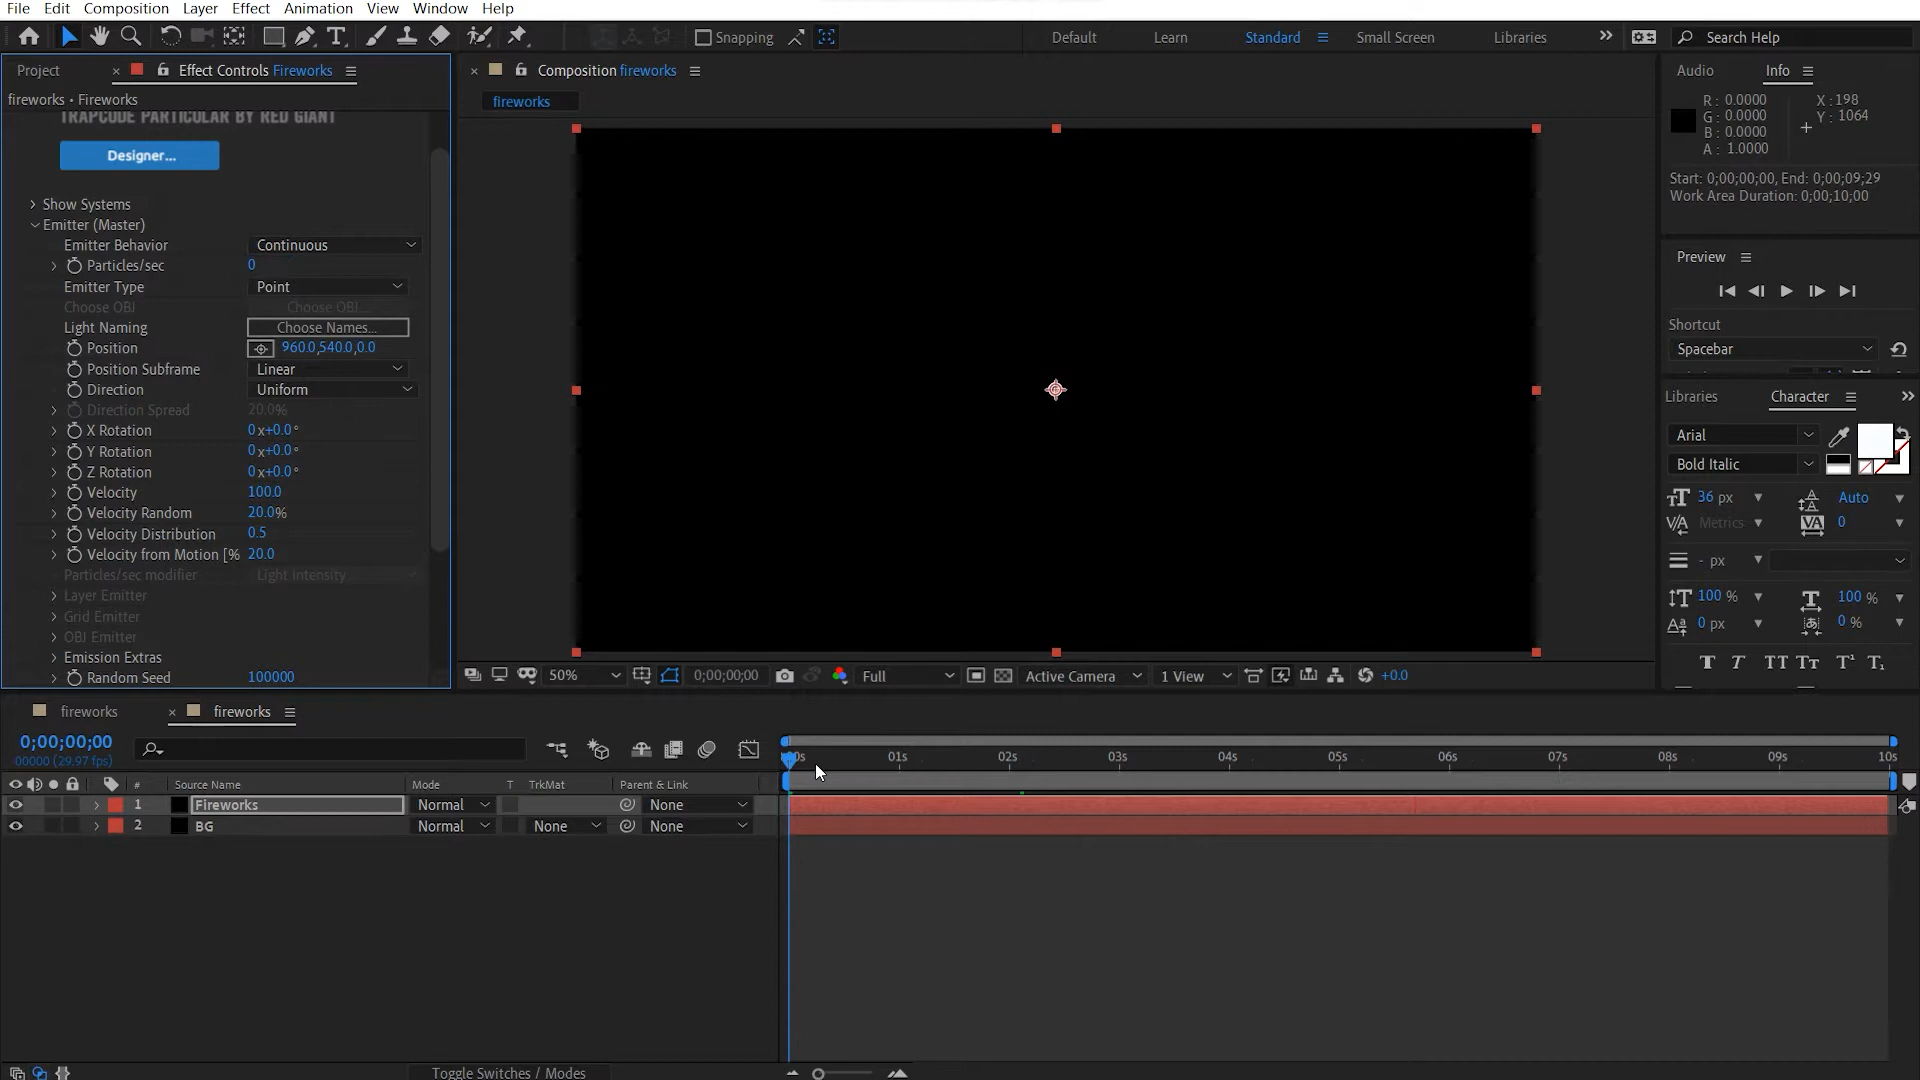 File Edit Composition Layer Effect Animation View Window Help
Snapping Default Learn Standard Small Screen Libraries Search Help
Project Effect Controls Fireworks
fireworks • Fireworks
TRAPCODE PARTICULAR BY RED GIANT
Designer...
Show Systems
Emitter (Master)
Emitter Behavior Continuous
Particles/sec 0
Emitter Type Point
Choose OBJ Choose OBJ...
Light Naming Choose Names...
Position 960.0,540.0,0.0
Position Subframe Linear
Direction Uniform
Direction Spread 20.0%
X Rotation 0x+0.0°
Y Rotation 0x+0.0°
Z Rotation 0x+0.0°
Velocity 100.0
Velocity Random 20.0%
Velocity Distribution 0.5
Velocity from Motion [% 20.0
Particles/sec modifier Light Intensity
Layer Emitter
Grid Emitter
OBJ Emitter
Emission Extras
Random Seed 100000
Composition fireworks
fireworks
50% 0;00;00;00 Full Active Camera 1 View +0.0
Audio Info
R: 0.0000 X: 198
G: 0.0000 Y: 1064
B: 0.0000
A: 1.0000
Start: 0;00;00;00, End: 0;00;09;29
Work Area Duration: 0;00;10;00
Preview
Shortcut
Spacebar
Libraries Character
Arial
Bold Italic
36 px Auto
Metrics 0
- px
100 % 100 %
0 px 0 %
fireworks fireworks
0;00;00;00
00000 (29.97 fps)
# Source Name Mode T TrkMat Parent & Link
1 Fireworks Normal None
2 BG Normal None None
01s 02s 03s 04s 05s 06s 07s 08s 09s 10s
Toggle Switches / Modes